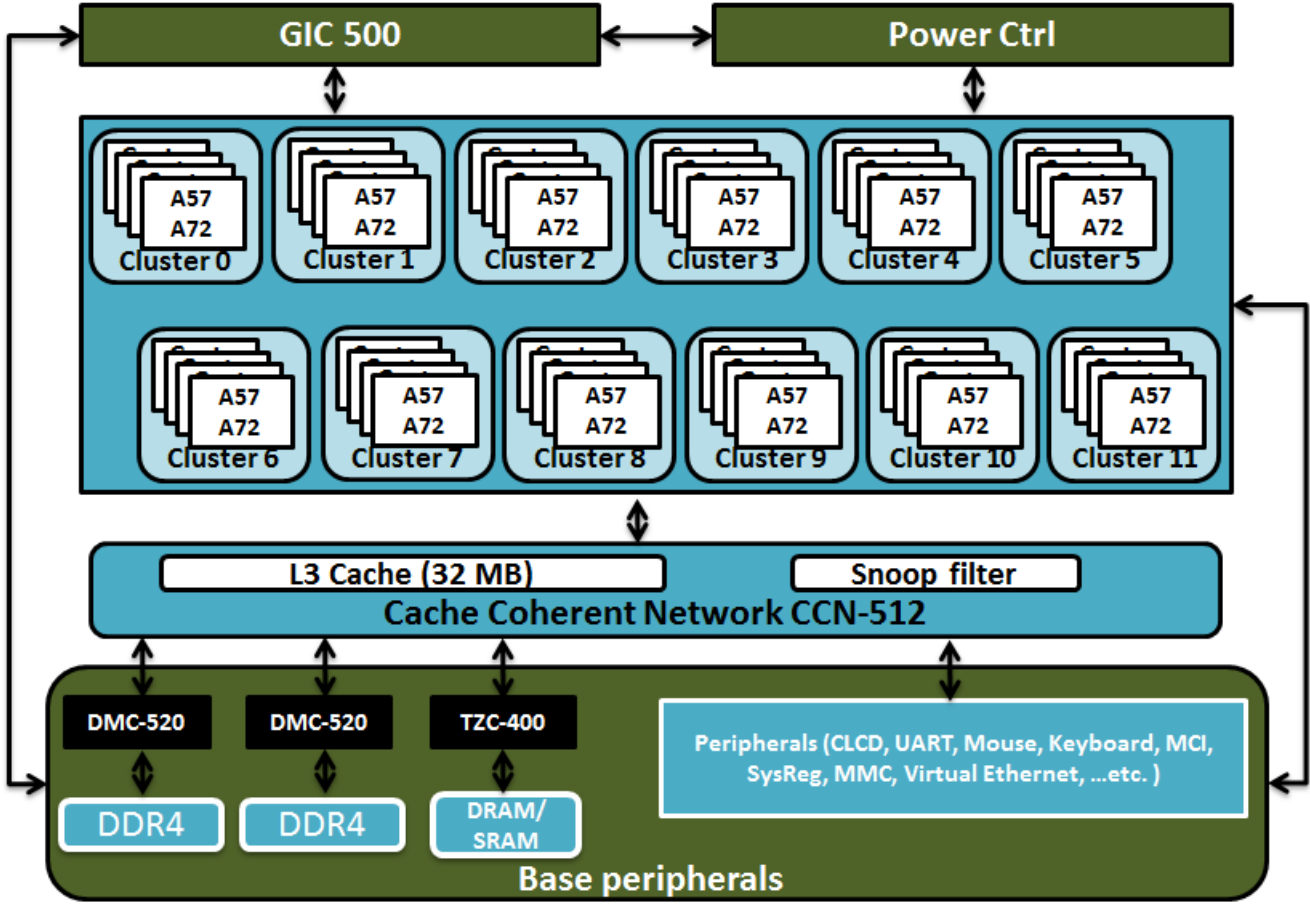 GIC 500
Power Ctrl
A57
A72
Cluster 0
A57
A72
Cluster 1
A57
A72
Cluster 2
A57
A72
Cluster 3
A57
A72
Cluster 4
A57
A72
Cluster 5
A57
A72
Cluster 6
A57
A72
Cluster 7
A57
A72
Cluster 8
A57
A72
Cluster 9
A57
A72
Cluster 10
A57
A72
Cluster 11
L3 Cache (32 MB)
Snoop filter
Cache Coherent Network CCN-512
DMC-520
DMC-520
TZC-400
Peripherals (CLCD, UART, Mouse, Keyboard, MCI,
SysReg, MMC, Virtual Ethernet, ...etc. )
DDR4
DDR4
DRAM/
SRAM
Base peripherals